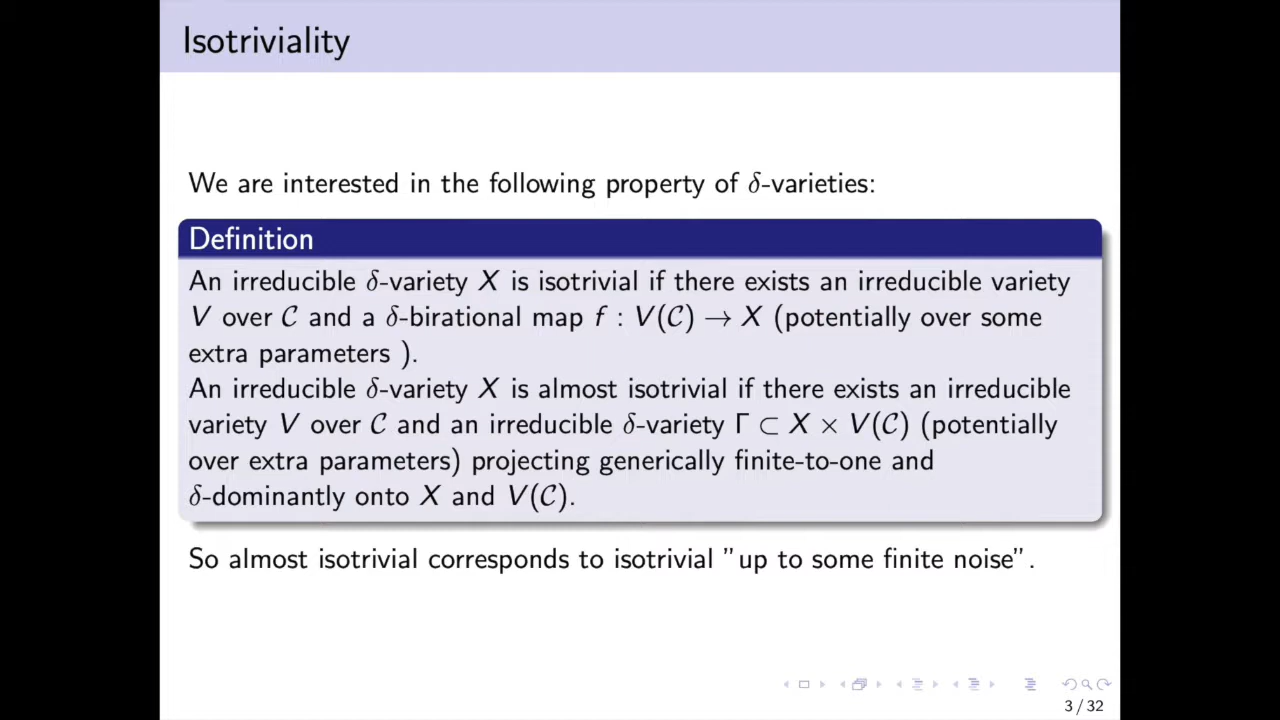 Isotriviality
We are interested in the following property of δ-varieties:
Definition
An irreducible δ-variety X is isotrivial if there exists an irreducible variety
V over 𝒞 and a δ-birational map f : V(𝒞) → X (potentially over some
extra parameters ).
An irreducible δ-variety X is almost isotrivial if there exists an irreducible
variety V over 𝒞 and an irreducible δ-variety Γ ⊂ X × V(𝒞) (potentially
over extra parameters) projecting generically finite-to-one and
δ-dominantly onto X and V(𝒞).
So almost isotrivial corresponds to isotrivial ”up to some finite noise”.
3 / 32